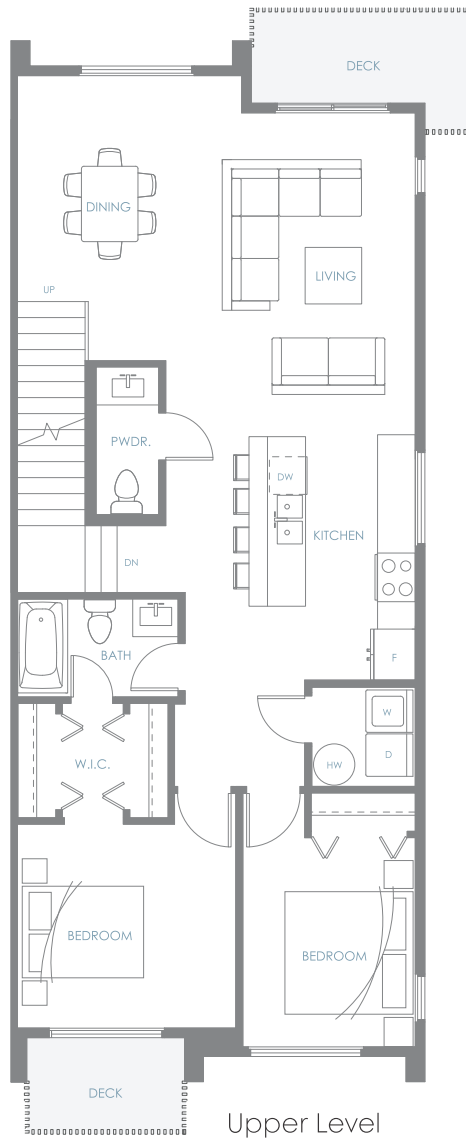 DECK
DINING
LIVING
UP
PWDR.
DW
KITCHEN
DN
F
BATH
W
D
HW
W.I.C.
BEDROOM
BEDROOM
DECK
Upper Level